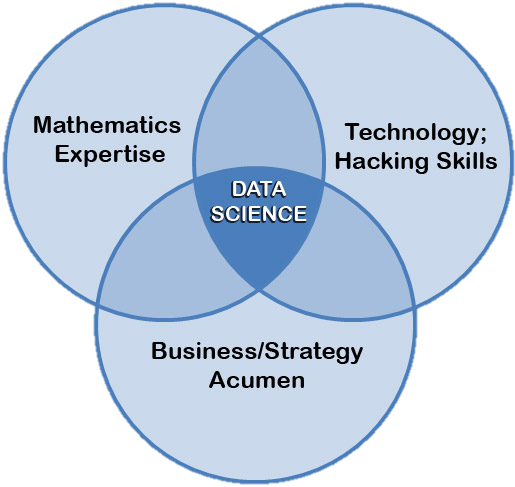 Mathematics
Expertise
Technology;
Hacking Skills
DATA
SCIENCE
Business/Strategy
Acumen